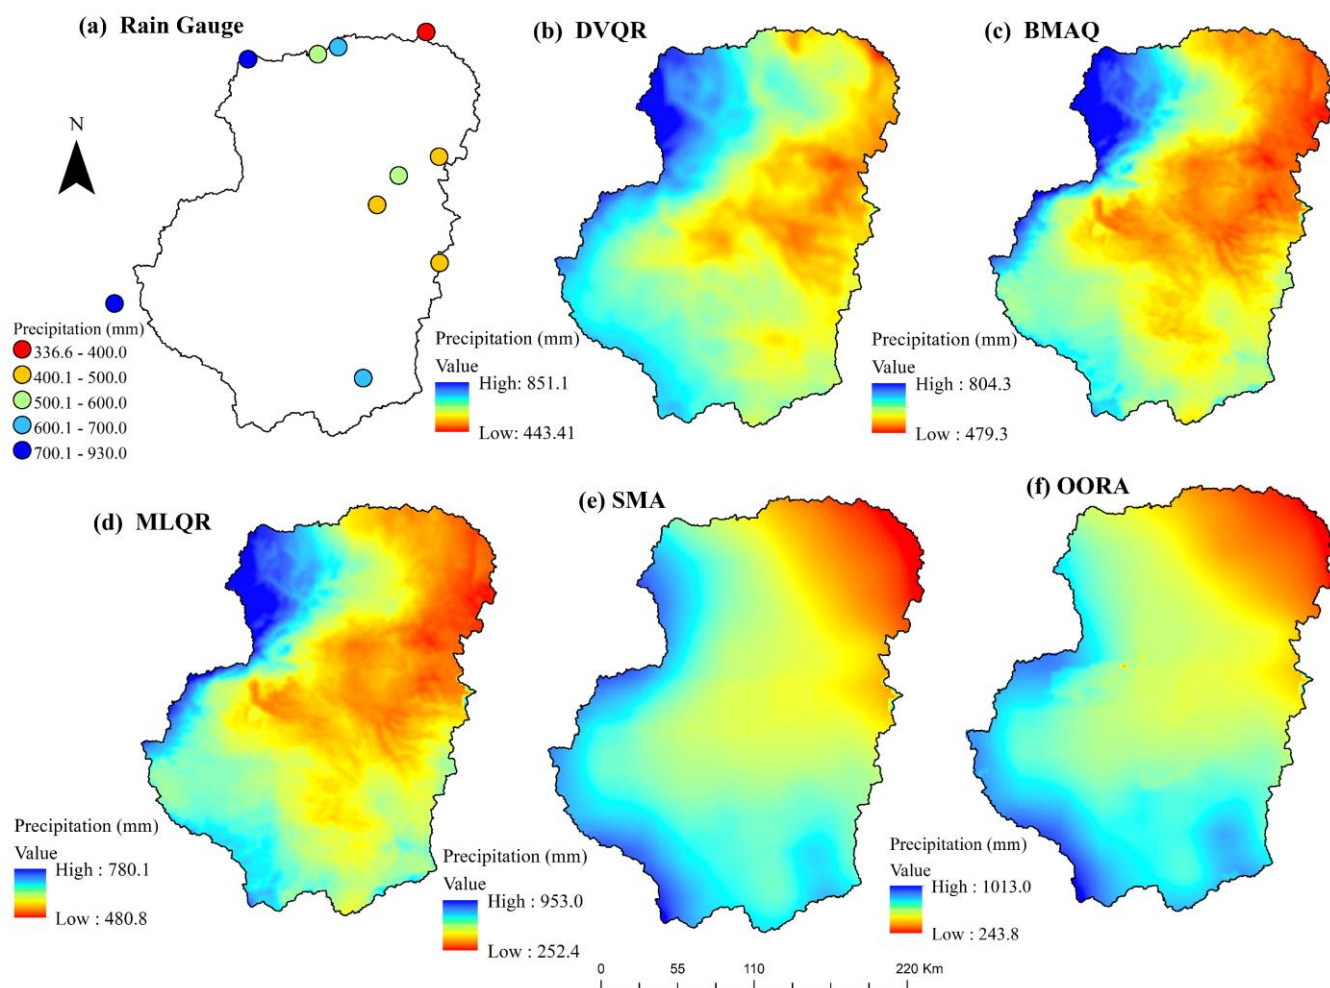 (a) Rain Gauge
(b) DVQR
(c) BMAQ
N
Precipitation (mm)
336.6 - 400.0
400.1 - 500.0
500.1 - 600.0
600.1 - 700.0
700.1 - 930.0
Precipitation (mm)
Value
High: 851.1
Low: 443.41
Precipitation (mm)
Value
High : 804.3
Low : 479.3
(d) MLQR
(e) SMA
(f) OORA
Precipitation (mm)
Value
High : 780.1
Low : 480.8
Precipitation (mm)
Value
High : 953.0
Low : 252.4
Precipitation (mm)
Value
High : 1013.0
Low : 243.8
0 55 110 220 Km